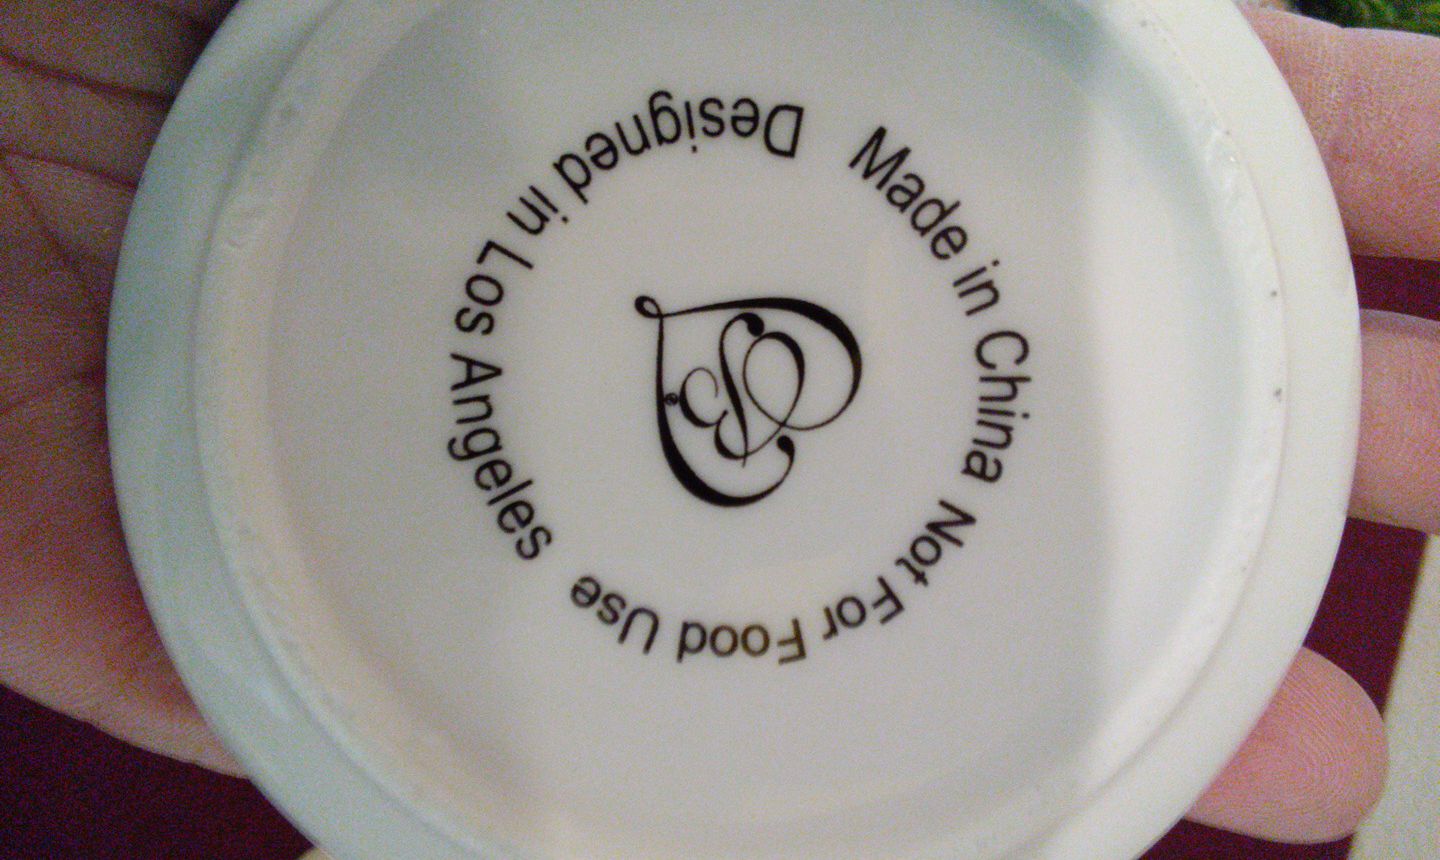 Designed in Los Angeles
Made in China Not For Food Use
®